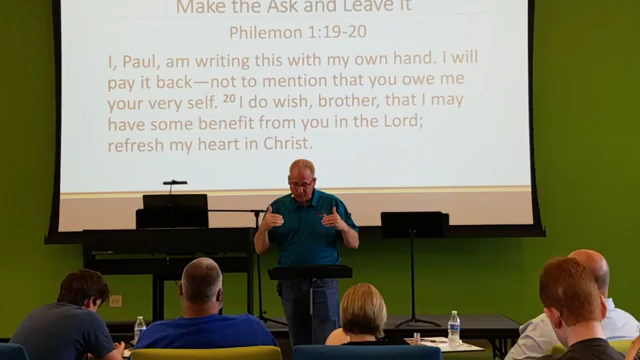 Make the Ask and Leave It
Philemon 1:19-20
I, Paul, am writing this with my own hand. I will
pay it back—not to mention that you owe me
your very self. 20 I do wish, brother, that I may
have some benefit from you in the Lord;
refresh my heart in Christ.